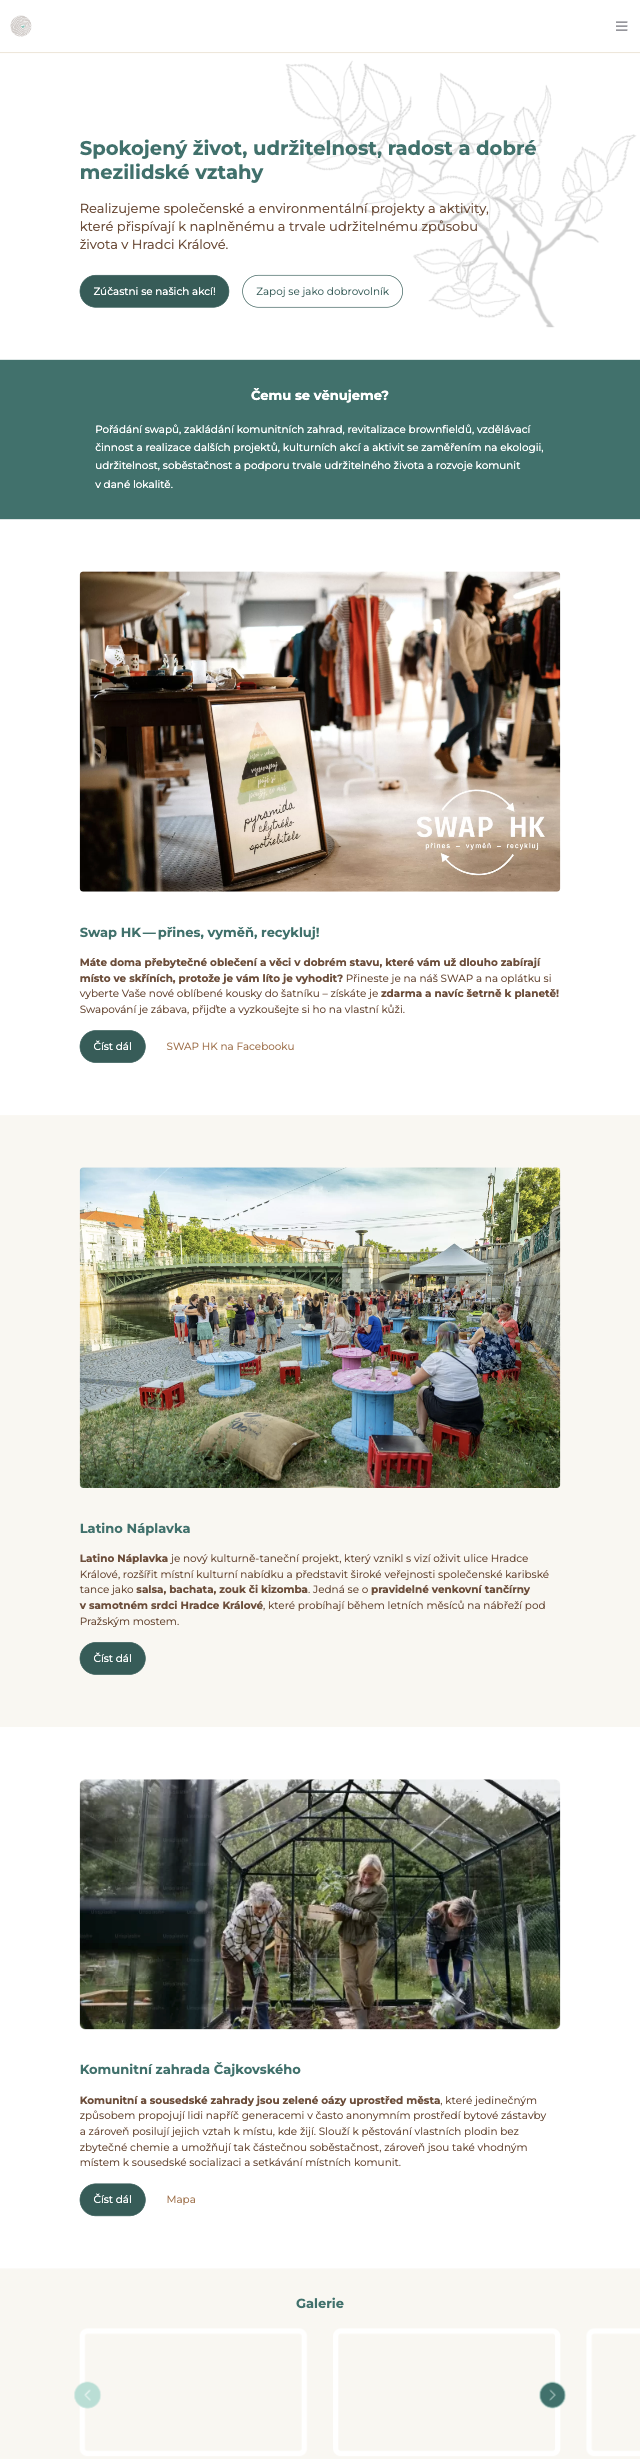 Spokojený život, udržitelnost, radost a dobré
mezilidské vztahy
Realizujeme společenské a environmentální projekty a aktivity,
které přispívají k naplněnému a trvale udržitelnému způsobu
života v Hradci Králové.
Zúčastni se našich akcí!
Zapoj se jako dobrovolník
Čemu se věnujeme?
Pořádání swapů, zakládání komunitních zahrad, revitalizace brownfieldů, vzdělávací
činnost a realizace dalších projektů, kulturních akcí a aktivit se zaměřením na ekologii,
udržitelnost, soběstačnost a podporu trvale udržitelného života a rozvoje komunit
v dané lokalitě.
pyramida
chytrého
spotřebitele
SWAP HK
přines – vyměň – recykluj
Swap HK — přines, vyměň, recykluj!
Máte doma přebytečné oblečení a věci v dobrém stavu, které vám už dlouho zabírají
místo ve skříních, protože je vám líto je vyhodit? Přineste je na náš SWAP a na oplátku si
vyberte Vaše nové oblíbené kousky do šatníku – získáte je zdarma a navíc šetrně k planetě!
Swapování je zábava, přijďte a vyzkoušejte si ho na vlastní kůži.
Číst dál
SWAP HK na Facebooku
Latino Náplavka
Latino Náplavka je nový kulturně-taneční projekt, který vznikl s vizí oživit ulice Hradce
Králové, rozšířit místní kulturní nabídku a představit široké veřejnosti společenské karibské
tance jako salsa, bachata, zouk či kizomba. Jedná se o pravidelné venkovní tančírny
v samotném srdci Hradce Králové, které probíhají během letních měsíců na nábřeží pod
Pražským mostem.
Číst dál
Komunitní zahrada Čajkovského
Komunitní a sousedské zahrady jsou zelené oázy uprostřed města, které jedinečným
způsobem propojují lidi napříč generacemi v často anonymním prostředí bytové zástavby
a zároveň posilují jejich vztah k místu, kde žijí. Slouží k pěstování vlastních plodin bez
zbytečné chemie a umožňují tak částečnou soběstačnost, zároveň jsou také vhodným
místem k sousedské socializaci a setkávání místních komunit.
Číst dál
Mapa
Galerie